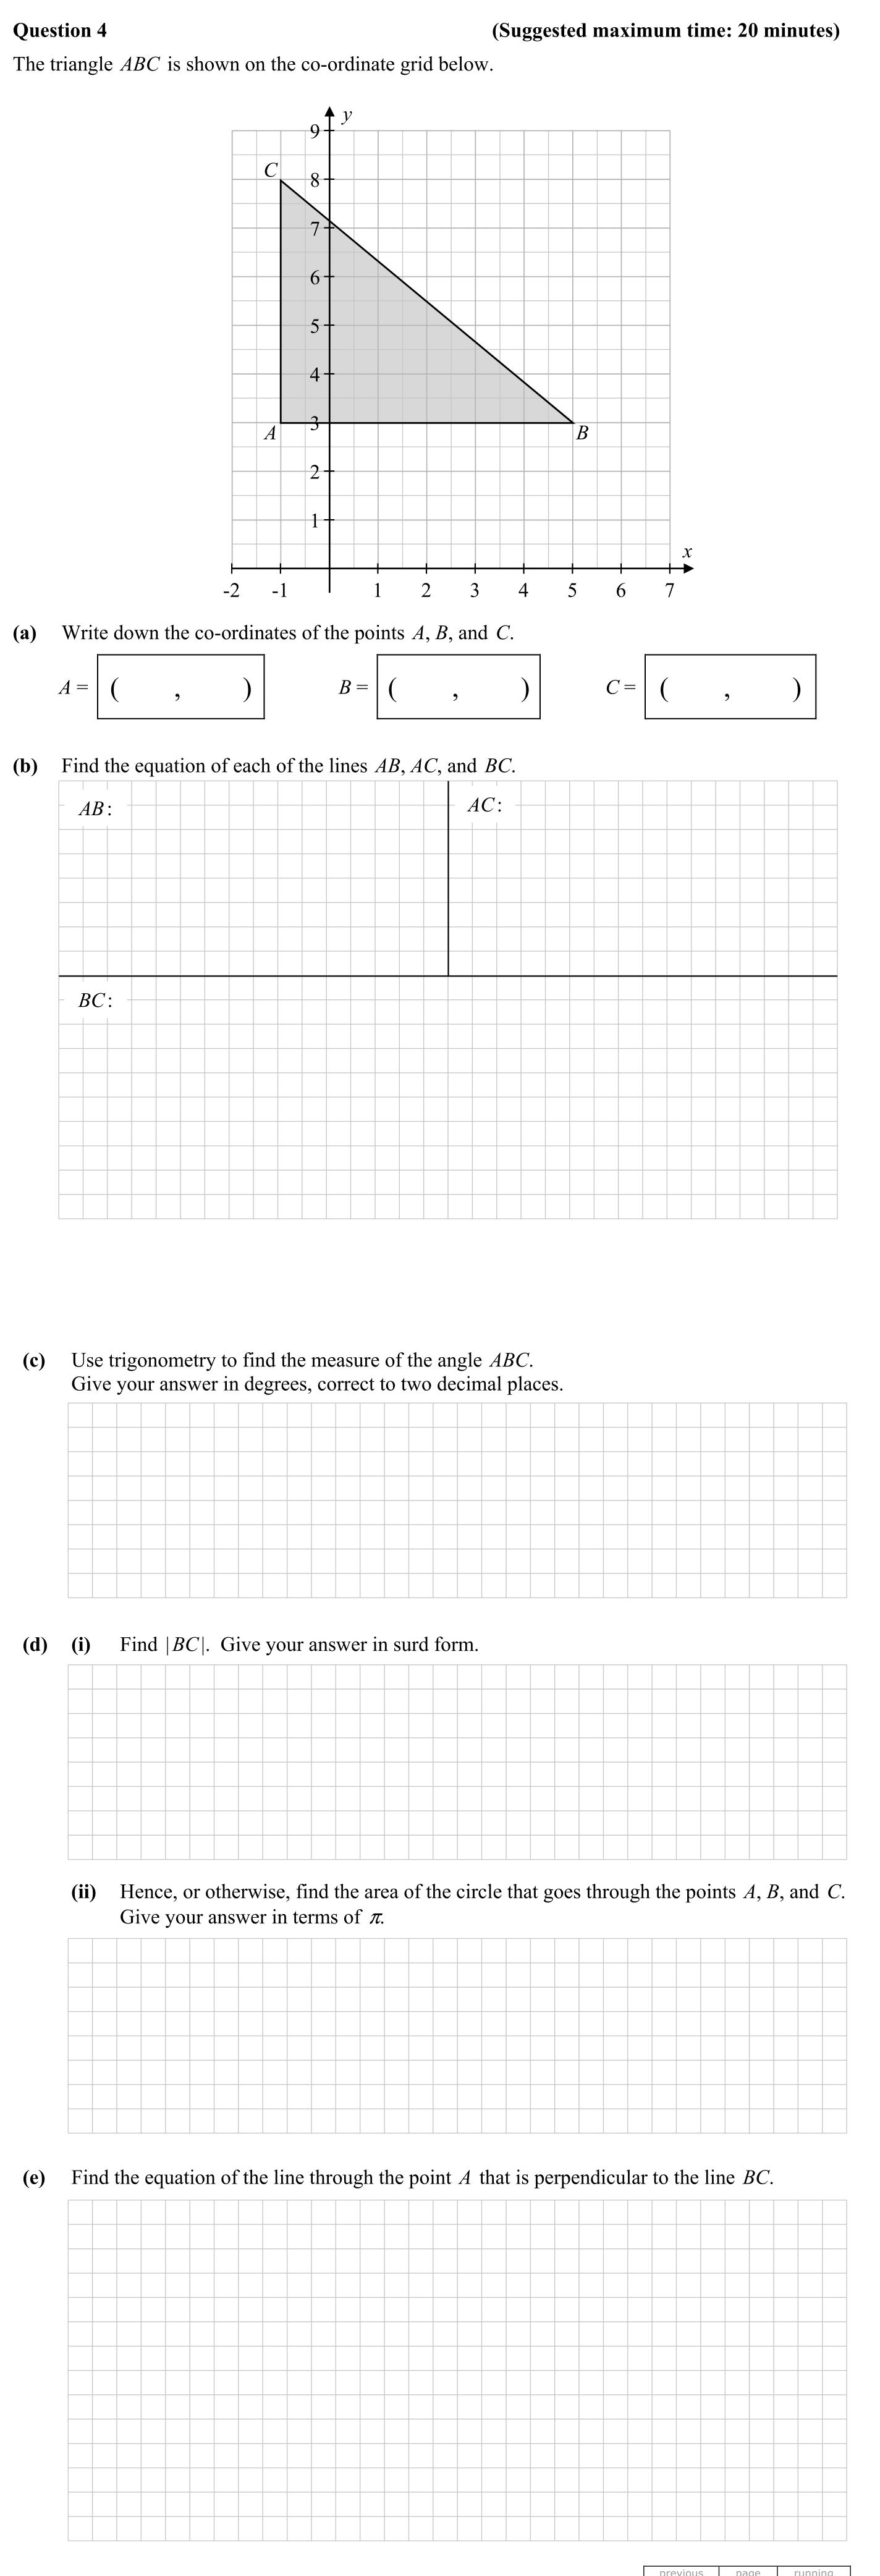 Question 4 (Suggested maximum time: 20 minutes)
The triangle ABC is shown on the co-ordinate grid below.
y
9
C
8
7
6
5
4
3
A
B
2
1
x
-2 -1 1 2 3 4 5 6 7
(a) Write down the co-ordinates of the points A, B, and C.
A = ( , ) B = ( , ) C = ( , )
(b) Find the equation of each of the lines AB, AC, and BC.
AB: AC:
BC:
(c) Use trigonometry to find the measure of the angle ABC.
Give your answer in degrees, correct to two decimal places.
(d) (i) Find |BC|. Give your answer in surd form.
(ii) Hence, or otherwise, find the area of the circle that goes through the points A, B, and C.
Give your answer in terms of π.
(e) Find the equation of the line through the point A that is perpendicular to the line BC.
previous page running